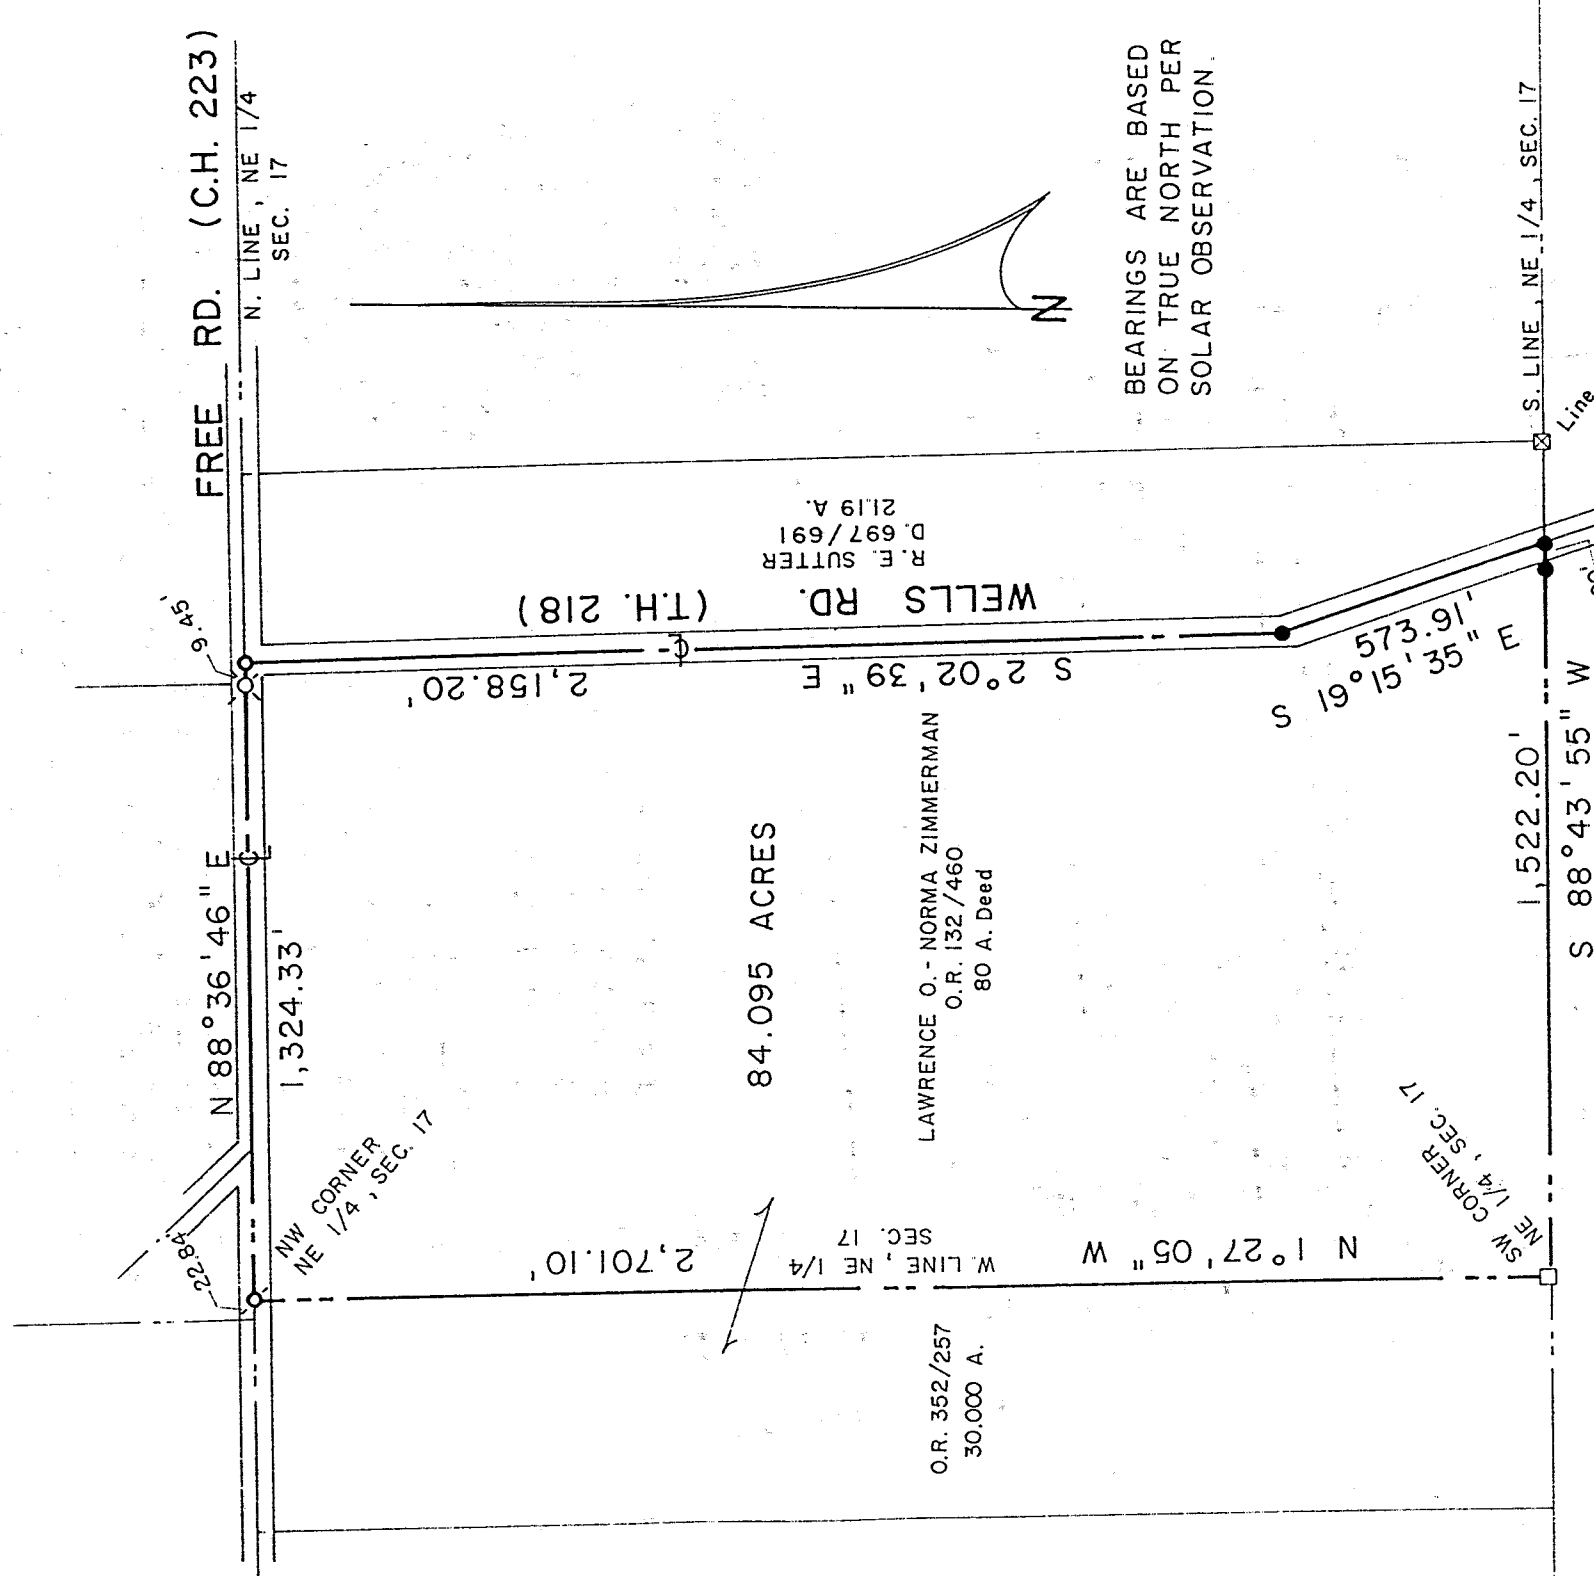 FREE RD. (C.H. 223)
N. LINE , NE 1/4
SEC. 17
9.45'
N 88°36'46" E
1,324.33'
22.84'
NW CORNER
NE 1/4 , SEC. 17
BEARINGS ARE BASED
ON TRUE NORTH PER
SOLAR OBSERVATION.
N
R. E. SUTTER
D. 697/691
21.19 A.
WELLS RD. (T.H. 218)
S 2°02'39" E
2,158.20'
573.91'
S 19°15'35" E
84.095 ACRES
LAWRENCE O. - NORMA ZIMMERMAN
O.R. 132/460
80 A. Deed
2,701.10'
W. LINE , NE 1/4
SEC. 17
N 1°27'05" W
O.R. 352/257
30.000 A.
SW CORNER
NE 1/4 , SEC. 17
1,522.20'
S 88°43'55" W
S. LINE , NE 1/4 , SEC. 17
Line